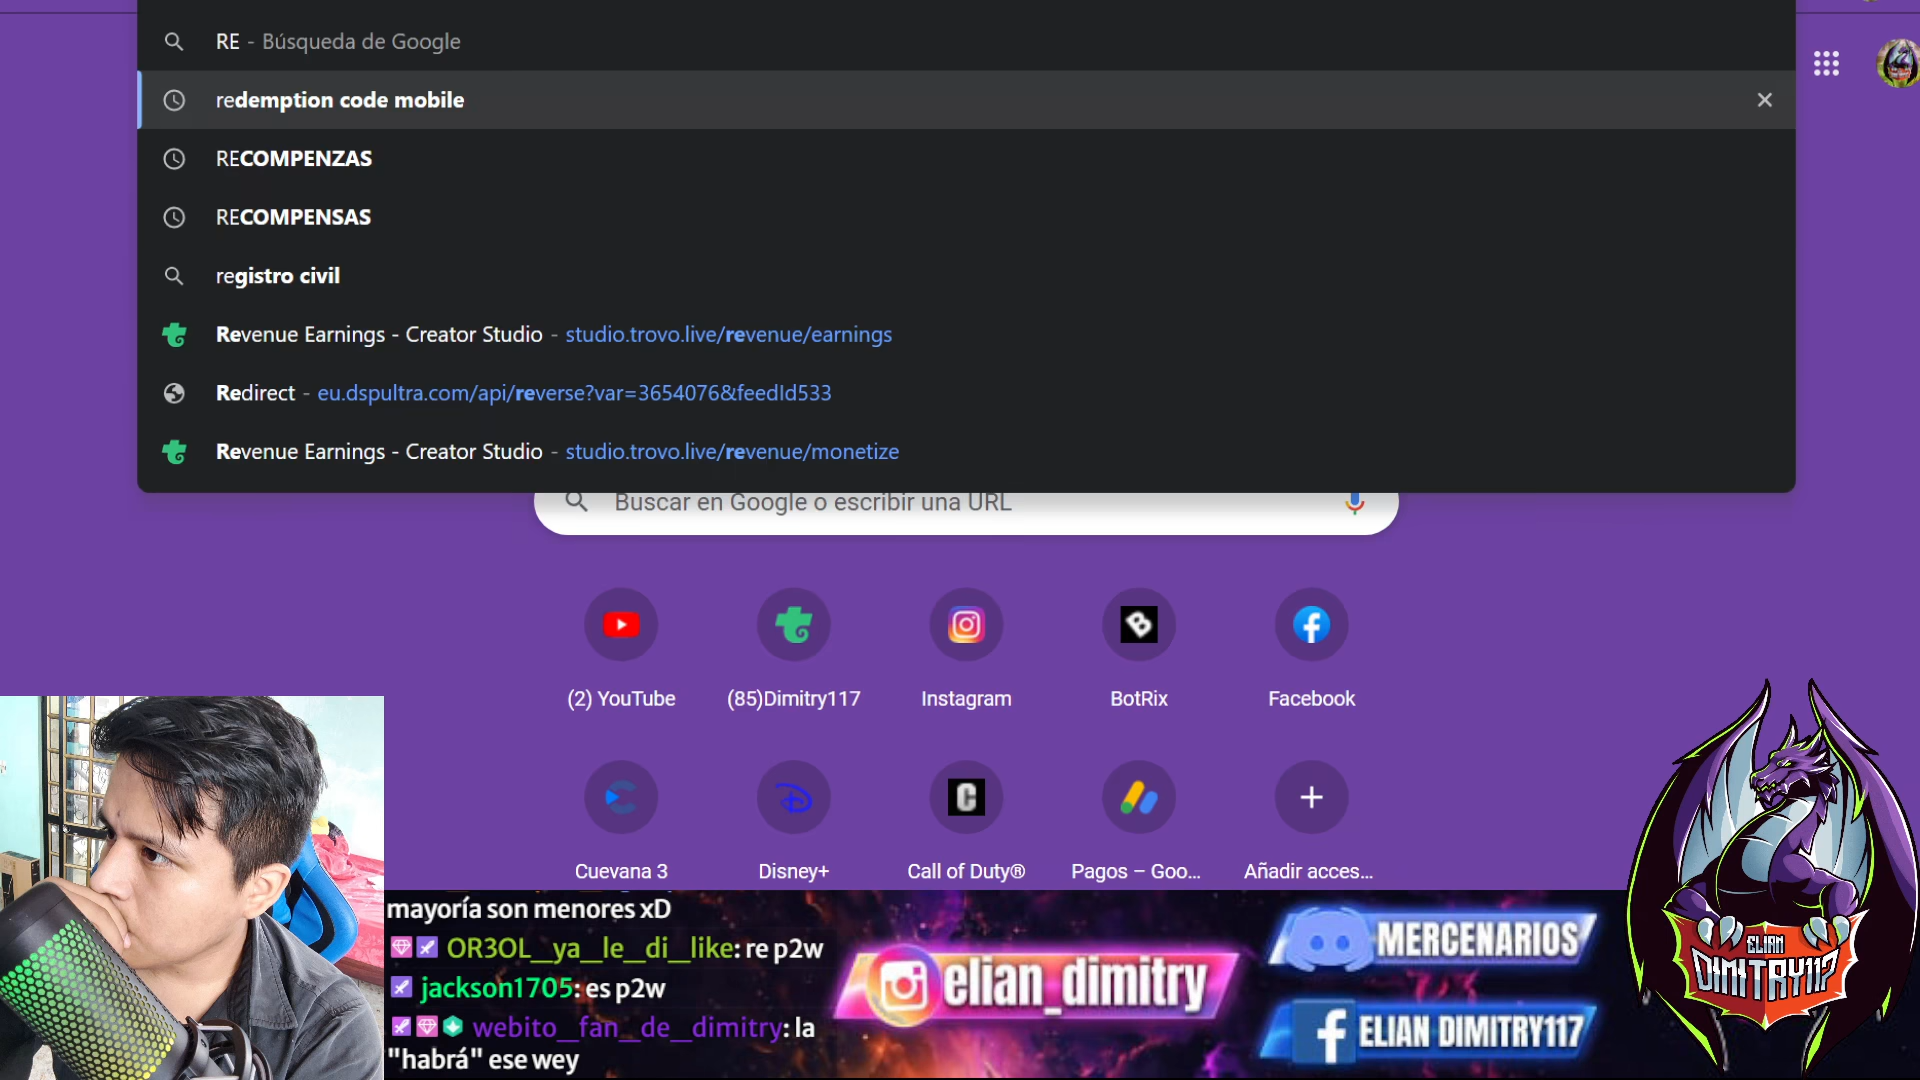 RE - Búsqueda de Google
redemption code mobile
RECOMPENZAS
RECOMPENSAS
registro civil
Revenue Earnings - Creator Studio - studio.trovo.live/revenue/earnings
Redirect - eu.dspultra.com/api/reverse?var=3654076&feedId533
Revenue Earnings - Creator Studio - studio.trovo.live/revenue/monetize
Buscar en Google o escribir una URL
(2) YouTube
(85)Dimitry117
Instagram
BotRix
Facebook
Cuevana 3
Disney+
Call of Duty®
Pagos – Goo...
Añadir acces...
mayoría son menores xD
OR3OL__ya__le__di__like: re p2w
jackson1705: es p2w
webito__fan__de__dimitry: la
"habrá" ese wey
elian_dimitry
MERCENARIOS
ELIAN DIMITRY117
ELIAN
DIMITRY117